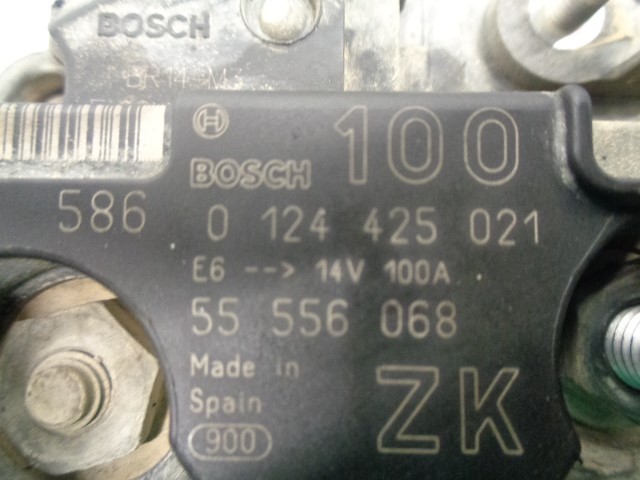 BOSCH
BOSCH 100
586 0 124 425 021
E6 --> 14V 100A
55 556 068
Made in
Spain
ZK
900